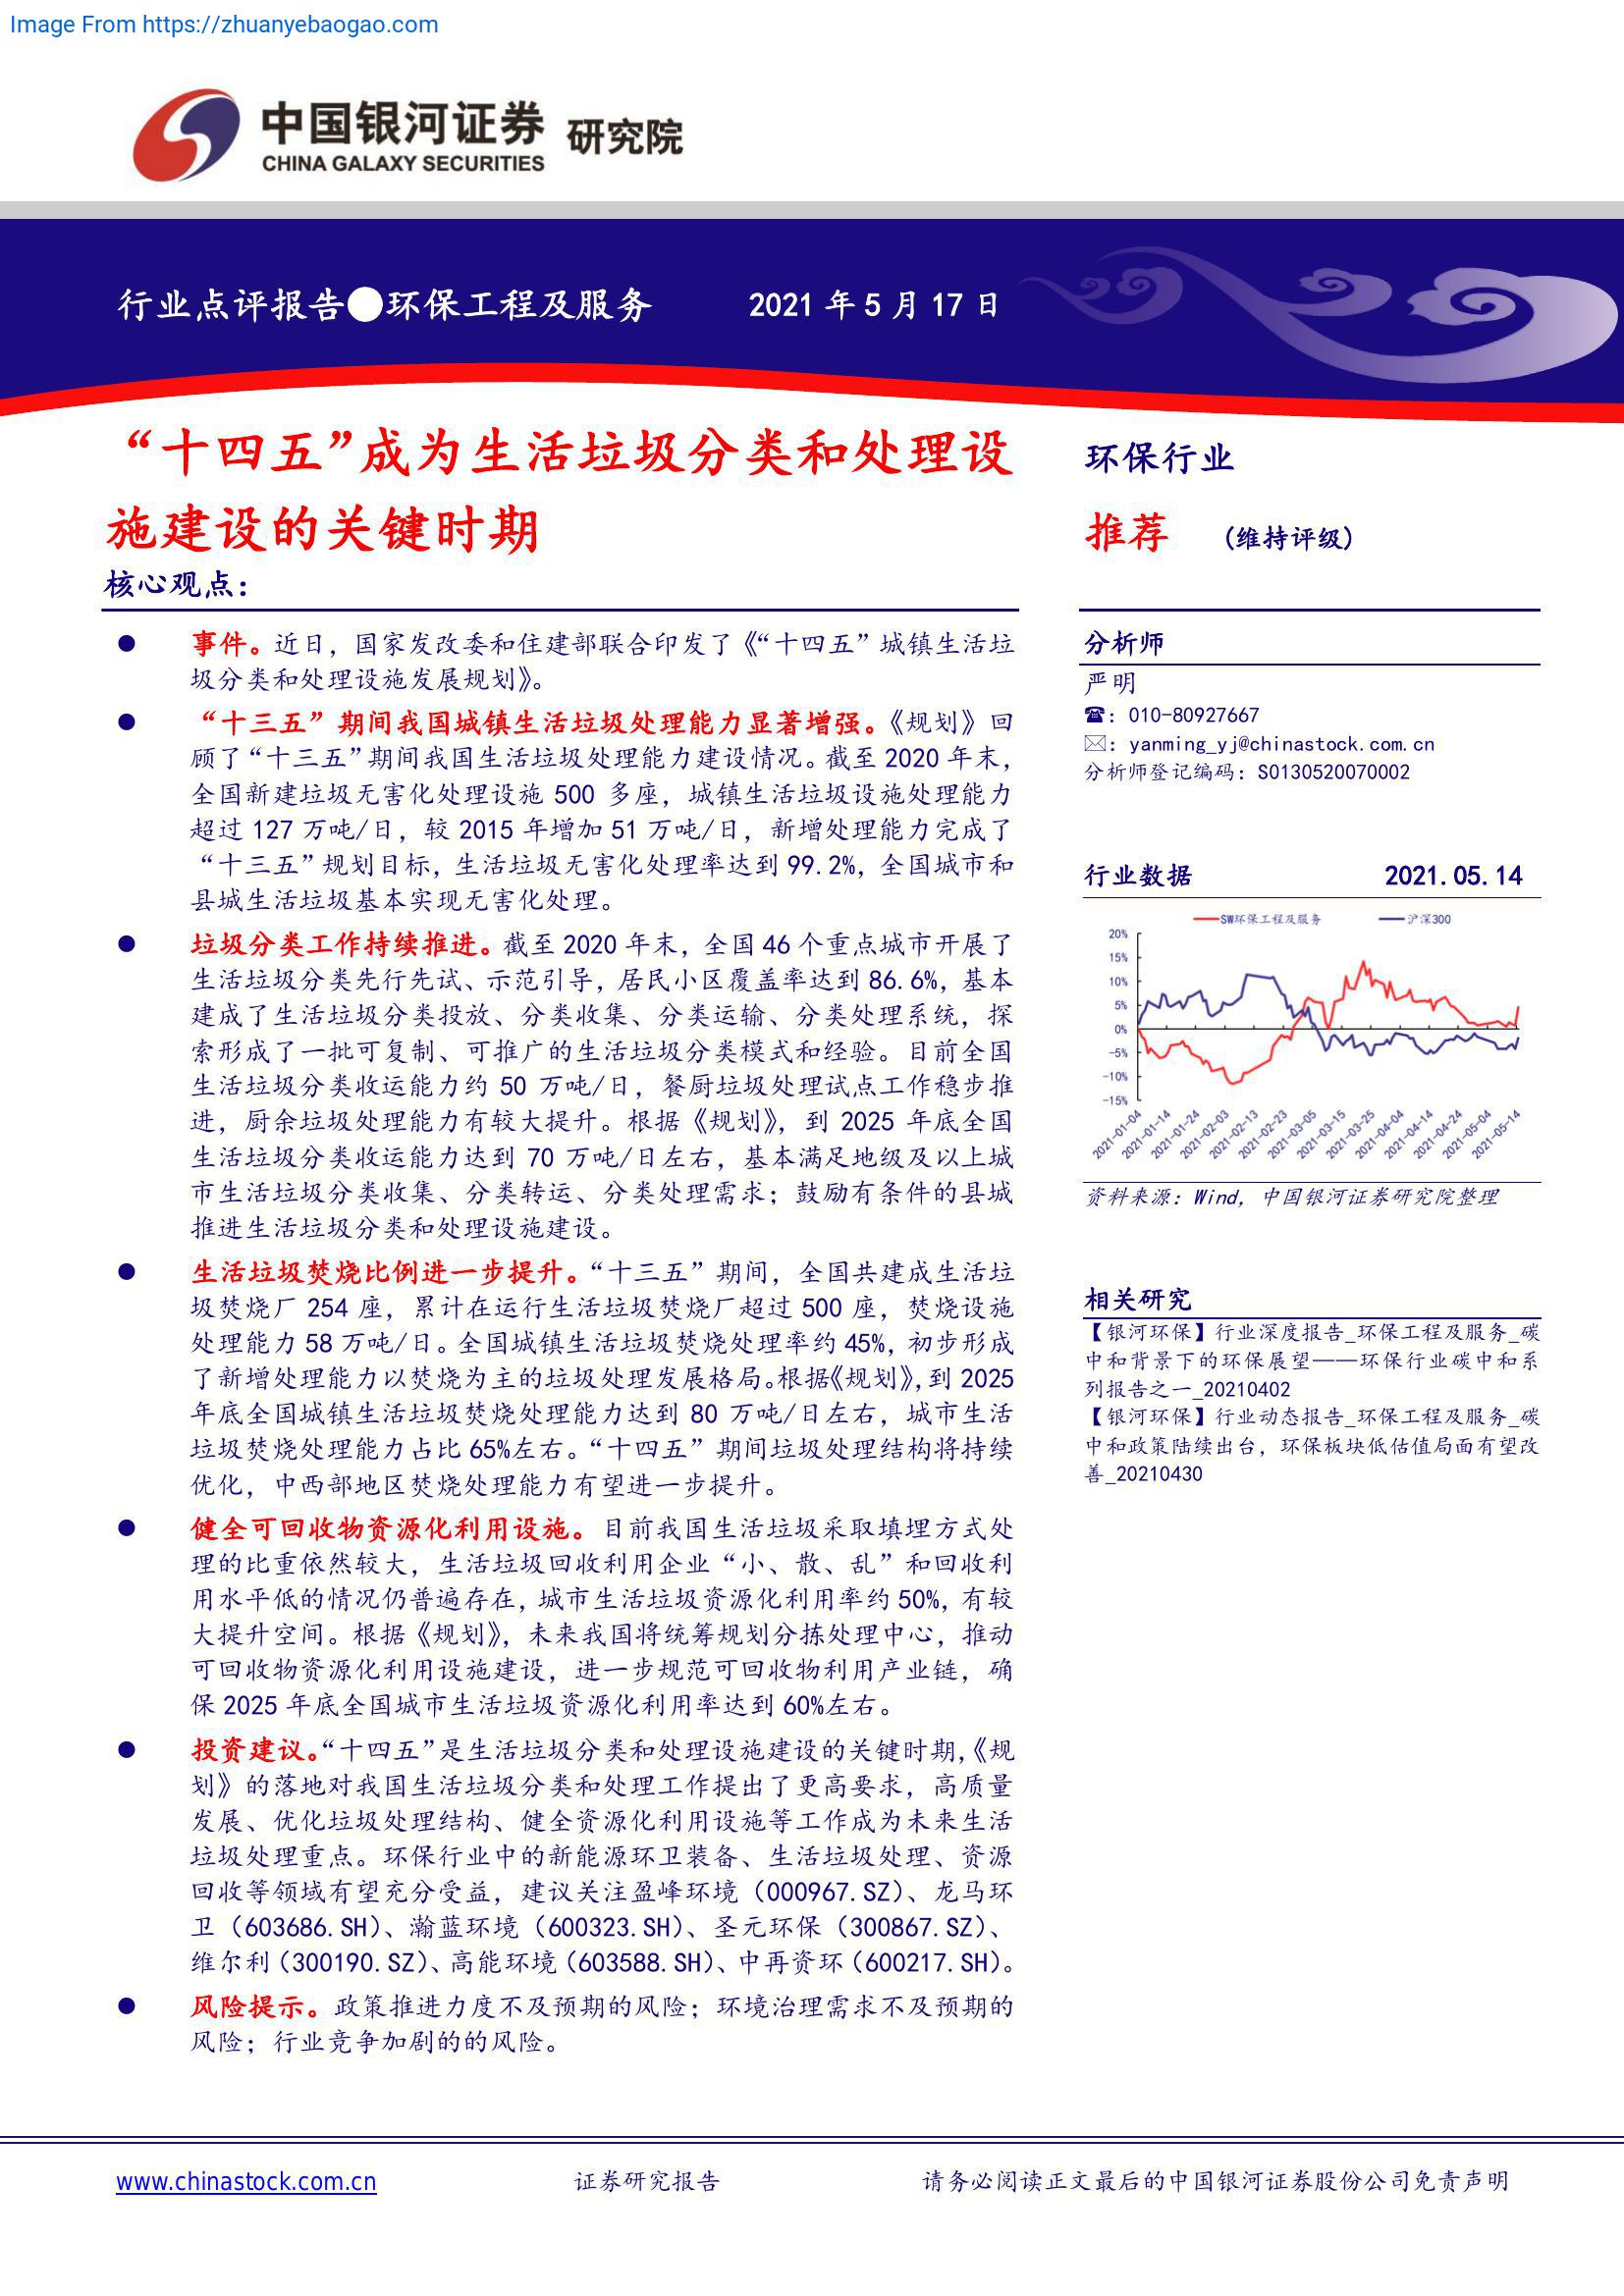 Image From https://zhuanyebaogao.com
中国银河证券 研究院
CHINA GALAXY SECURITIES
行业点评报告●环保工程及服务 2021 年 5 月 17 日
“十四五”成为生活垃圾分类和处理设
施建设的关键时期
核心观点：
● 事件。近日，国家发改委和住建部联合印发了《“十四五”城镇生活垃
圾分类和处理设施发展规划》。
● “十三五”期间我国城镇生活垃圾处理能力显著增强。《规划》回
顾了“十三五”期间我国生活垃圾处理能力建设情况。截至 2020 年末，
全国新建垃圾无害化处理设施 500 多座，城镇生活垃圾设施处理能力
超过 127 万吨/日，较 2015 年增加 51 万吨/日，新增处理能力完成了
“十三五”规划目标，生活垃圾无害化处理率达到 99.2%，全国城市和
县城生活垃圾基本实现无害化处理。
● 垃圾分类工作持续推进。截至 2020 年末，全国 46 个重点城市开展了
生活垃圾分类先行先试、示范引导，居民小区覆盖率达到 86.6%，基本
建成了生活垃圾分类投放、分类收集、分类运输、分类处理系统，探
索形成了一批可复制、可推广的生活垃圾分类模式和经验。目前全国
生活垃圾分类收运能力约 50 万吨/日，餐厨垃圾处理试点工作稳步推
进，厨余垃圾处理能力有较大提升。根据《规划》，到 2025 年底全国
生活垃圾分类收运能力达到 70 万吨/日左右，基本满足地级及以上城
市生活垃圾分类收集、分类转运、分类处理需求；鼓励有条件的县城
推进生活垃圾分类和处理设施建设。
● 生活垃圾焚烧比例进一步提升。“十三五”期间，全国共建成生活垃
圾焚烧厂 254 座，累计在运行生活垃圾焚烧厂超过 500 座，焚烧设施
处理能力 58 万吨/日。全国城镇生活垃圾焚烧处理率约 45%，初步形成
了新增处理能力以焚烧为主的垃圾处理发展格局。根据《规划》，到 2025
年底全国城镇生活垃圾焚烧处理能力达到 80 万吨/日左右，城市生活
垃圾焚烧处理能力占比 65%左右。“十四五”期间垃圾处理结构将持续
优化，中西部地区焚烧处理能力有望进一步提升。
● 健全可回收物资源化利用设施。目前我国生活垃圾采取填埋方式处
理的比重依然较大，生活垃圾回收利用企业“小、散、乱”和回收利
用水平低的情况仍普遍存在，城市生活垃圾资源化利用率约 50%，有较
大提升空间。根据《规划》，未来我国将统筹规划分拣处理中心，推动
可回收物资源化利用设施建设，进一步规范可回收物利用产业链，确
保 2025 年底全国城市生活垃圾资源化利用率达到 60%左右。
● 投资建议。“十四五”是生活垃圾分类和处理设施建设的关键时期，《规
划》的落地对我国生活垃圾分类和处理工作提出了更高要求，高质量
发展、优化垃圾处理结构、健全资源化利用设施等工作成为未来生活
垃圾处理重点。环保行业中的新能源环卫装备、生活垃圾处理、资源
回收等领域有望充分受益，建议关注盈峰环境（000967.SZ）、龙马环
卫（603686.SH）、瀚蓝环境（600323.SH）、圣元环保（300867.SZ）、
维尔利（300190.SZ）、高能环境（603588.SH）、中再资环（600217.SH）。
● 风险提示。政策推进力度不及预期的风险；环境治理需求不及预期的
风险；行业竞争加剧的的风险。
环保行业
推荐 （维持评级）
分析师
严明
☎：010-80927667
✉：yanming_yj@chinastock.com.cn
分析师登记编码：S0130520070002
行业数据 2021.05.14
SW环保工程及服务 沪深300
20%
15%
10%
5%
0%
-5%
-10%
-15%
2021-01-04
2021-01-14
2021-01-24
2021-02-03
2021-02-13
2021-02-23
2021-03-05
2021-03-15
2021-03-25
2021-04-04
2021-04-14
2021-04-24
2021-05-04
2021-05-14
资料来源：Wind，中国银河证券研究院整理
相关研究
【银河环保】行业深度报告_环保工程及服务_碳
中和背景下的环保展望——环保行业碳中和系
列报告之一_20210402
【银河环保】行业动态报告_环保工程及服务_碳
中和政策陆续出台，环保板块低估值局面有望改
善_20210430
www.chinastock.com.cn 证券研究报告 请务必阅读正文最后的中国银河证券股份公司免责声明